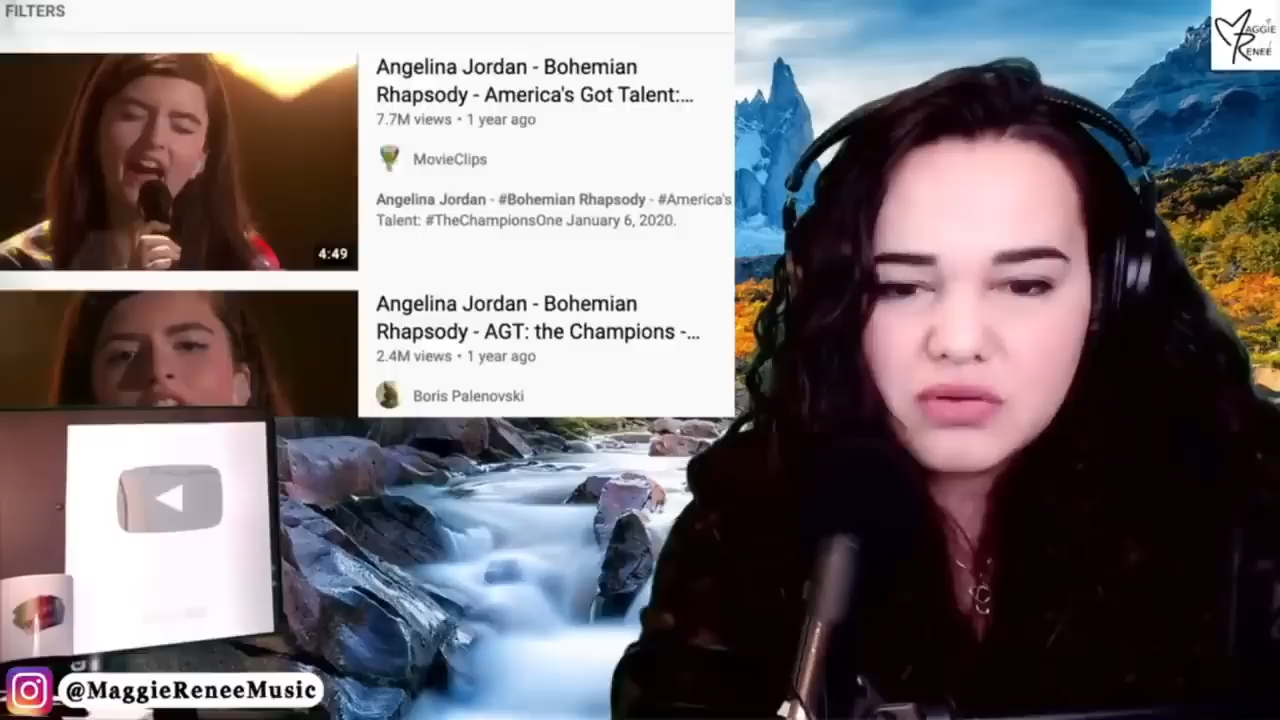 FILTERS
Angelina Jordan - Bohemian
Rhapsody - America's Got Talent:...
7.7M views • 1 year ago
MovieClips
Angelina Jordan - #Bohemian Rhapsody - #America's
Talent: #TheChampionsOne January 6, 2020.
4:49
Angelina Jordan - Bohemian
Rhapsody - AGT: the Champions -...
2.4M views • 1 year ago
Boris Palenovski
MAGGIE
RENEE
@MaggieReneeMusic